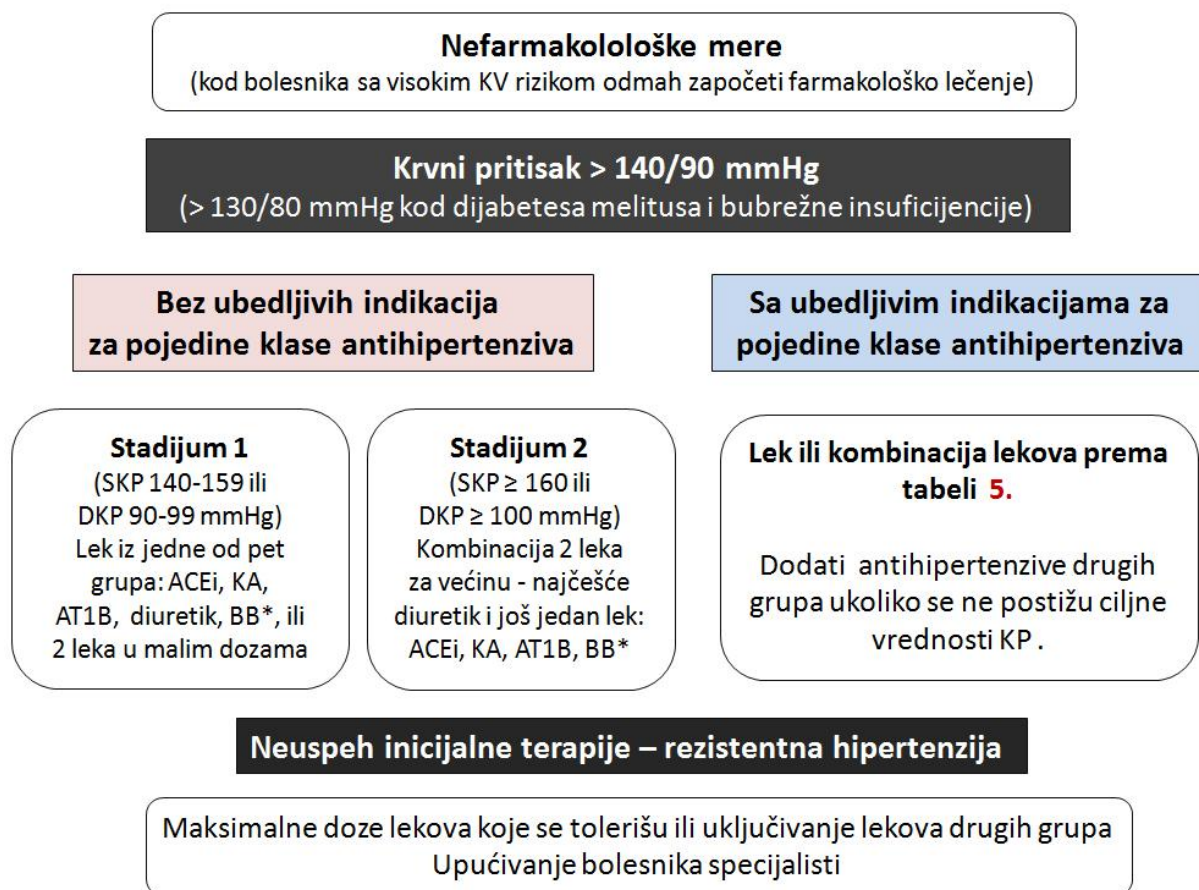 Nefarmakolološke mere
(kod bolesnika sa visokim KV rizikom odmah započeti farmakološko lečenje)
Krvni pritisak > 140/90 mmHg
(> 130/80 mmHg kod dijabetesa melitusa i bubrežne insuficijencije)
Bez ubedljivih indikacija
za pojedine klase antihipertenziva
Sa ubedljivim indikacijama za
pojedine klase antihipertenziva
Stadijum 1
(SKP 140-159 ili
DKP 90-99 mmHg)
Lek iz jedne od pet
grupa: ACEi, KA,
AT1B, diuretik, BB*, ili
2 leka u malim dozama
Stadijum 2
(SKP ≥ 160 ili
DKP ≥ 100 mmHg)
Kombinacija 2 leka
za većinu - najčešće
diuretik i još jedan lek:
ACEi, KA, AT1B, BB*
Lek ili kombinacija lekova prema
tabeli 5.
Dodati antihipertenzive drugih
grupa ukoliko se ne postižu ciljne
vrednosti KP .
Neuspeh inicijalne terapije – rezistentna hipertenzija
Maksimalne doze lekova koje se tolerišu ili uključivanje lekova drugih grupa
Upućivanje bolesnika specijalisti